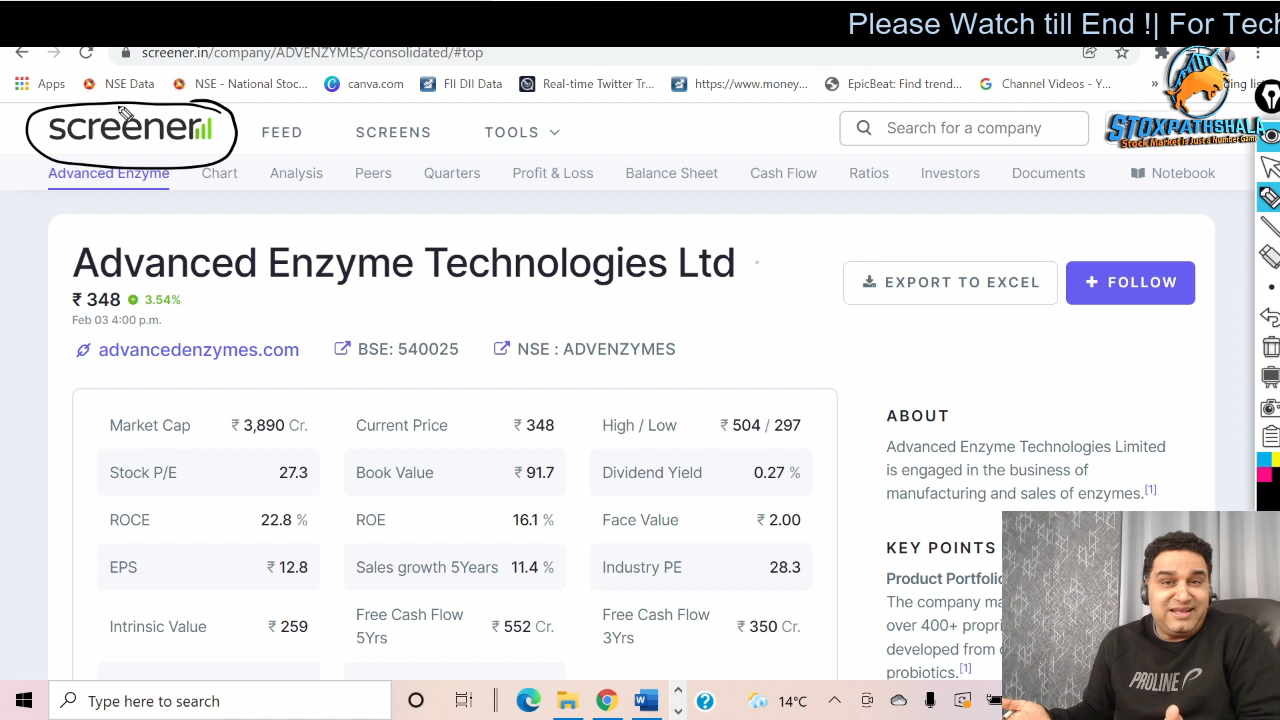 Please Watch till End !| For Tech
screener.in/company/ADVENZYMES/consolidated/#top
Apps NSE Data NSE - National Stoc... canva.com FII DII Data Real-time Twitter Tr... https://www.money... EpicBeat: Find trend... Channel Videos - Y... » ding list
screener FEED SCREENS TOOLS Search for a company
STOXPATHSHALA
Stock Market is Just a Number Game
Advanced Enzyme Chart Analysis Peers Quarters Profit & Loss Balance Sheet Cash Flow Ratios Investors Documents Notebook
Advanced Enzyme Technologies Ltd
₹ 348 3.54%
Feb 03 4:00 p.m.
EXPORT TO EXCEL + FOLLOW
advancedenzymes.com BSE: 540025 NSE : ADVENZYMES
Market Cap ₹ 3,890 Cr. Current Price ₹ 348 High / Low ₹ 504 / 297
Stock P/E 27.3 Book Value ₹ 91.7 Dividend Yield 0.27 %
ROCE 22.8 % ROE 16.1 % Face Value ₹ 2.00
EPS ₹ 12.8 Sales growth 5Years 11.4 % Industry PE 28.3
Intrinsic Value ₹ 259 Free Cash Flow 5Yrs ₹ 552 Cr. Free Cash Flow 3Yrs ₹ 350 Cr.
ABOUT
Advanced Enzyme Technologies Limited
is engaged in the business of
manufacturing and sales of enzymes.[1]
KEY POINTS
Product Portfolio
The company ma
over 400+ propri
developed from
probiotics.[1]
PROLINE
Type here to search 14°C